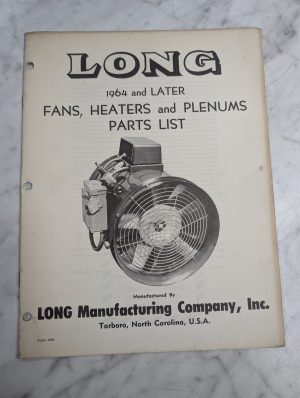 LONG
1964 and LATER
FANS, HEATERS and PLENUMS
PARTS LIST
Manufactured By
LONG Manufacturing Company, Inc.
Tarboro, North Carolina, U.S.A.